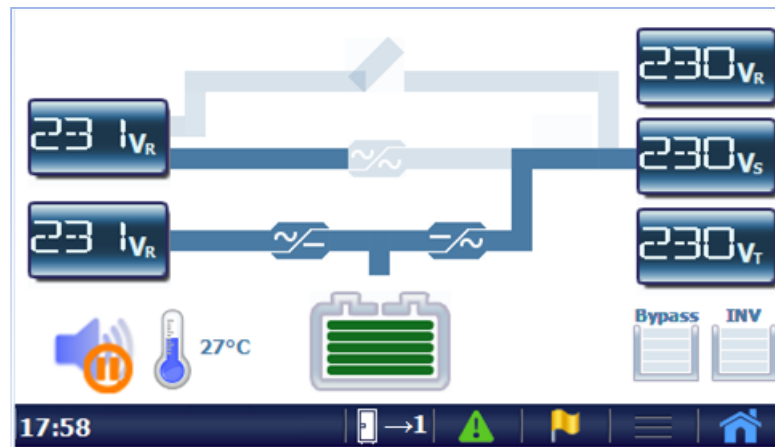 230VR
231VR
230VS
231VR
230VT
27°C
Bypass INV
17:58 →1